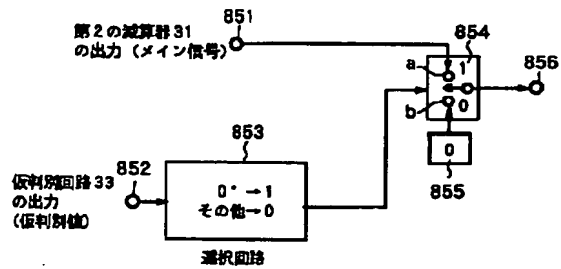 851
第2の減算器31
の出力（メイン信号）
854
a
1
856
b
0
0
855
853
852
仮判別回路33
の出力
（仮判別値）
0° →1
その他→0
選択回路